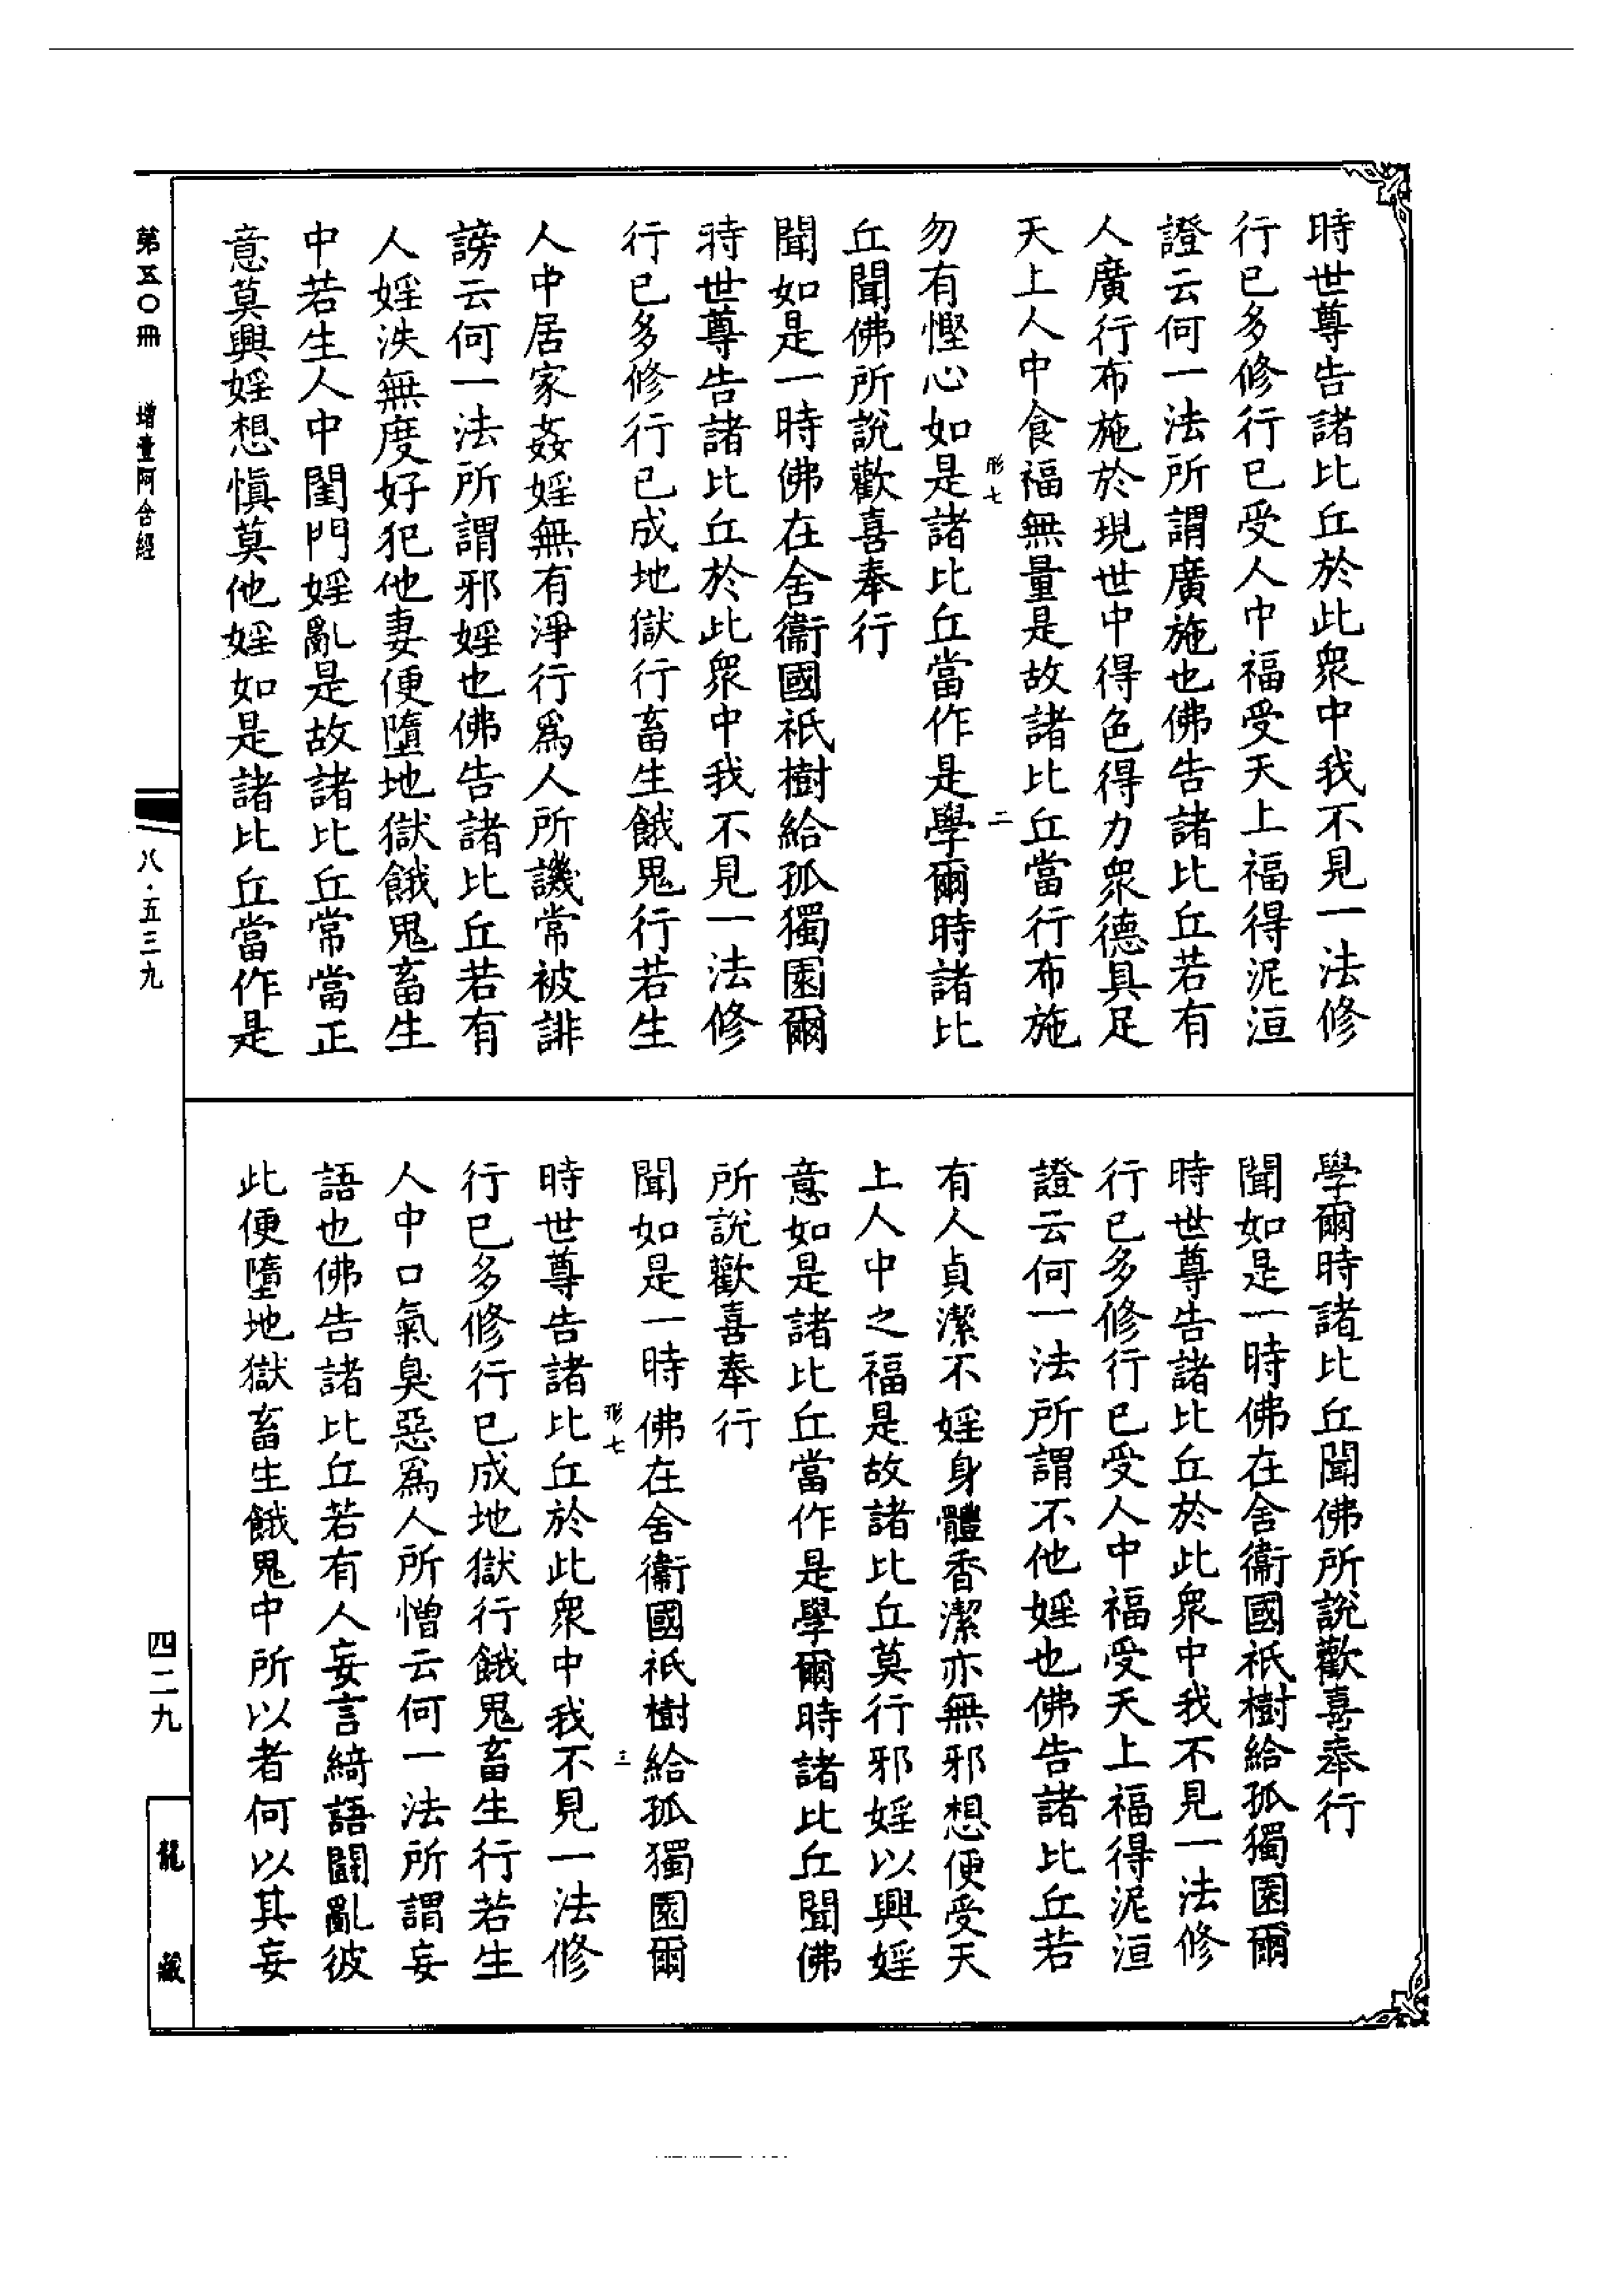 時世尊告諸比丘於此衆中我不見一法修
行已多修行已受人中福受天上福得泥洹
證云何一法所謂廣施也佛告諸比丘若有
人廣行布施於現世中得色得力衆德具足
天上人中食福無量是故諸比丘當行布施
形七　二
勿有慳心如是諸比丘當作是學爾時諸比
丘聞佛所說歡喜奉行
聞如是一時佛在舍衞國祇樹給孤獨園爾
時世尊告諸比丘於此衆中我不見一法修
行已多修行已成地獄行畜生餓鬼行若生
人中居家姦婬無有淨行爲人所譏常被誹
謗云何一法所謂邪婬也佛告諸比丘若有
人婬泆無度好犯他妻便墮地獄餓鬼畜生
中若生人中閨門婬亂是故諸比丘常當正
意莫興婬想慎莫他婬如是諸比丘當作是
學爾時諸比丘聞佛所說歡喜奉行
聞如是一時佛在舍衞國祇樹給孤獨園爾
時世尊告諸比丘於此衆中我不見一法修
行已多修行已受人中福受天上福得泥洹
證云何一法所謂不他婬也佛告諸比丘若
有人貞潔不婬身體香潔亦無邪想便受天
上人中之福是故諸比丘莫行邪婬以興婬
意如是諸比丘當作是學爾時諸比丘聞佛
所說歡喜奉行
聞如是一時佛在舍衞國祇樹給孤獨園爾
形七　三
時世尊告諸比丘於此衆中我不見一法修
行已多修行已成地獄行餓鬼畜生行若生
人中口氣臭惡爲人所憎云何一法所謂妄
語也佛告諸比丘若有人妄言綺語鬪亂彼
此便墮地獄畜生餓鬼中所以者何以其妄
第五〇冊　增壹阿含經
八·五三九
四二九
龍藏